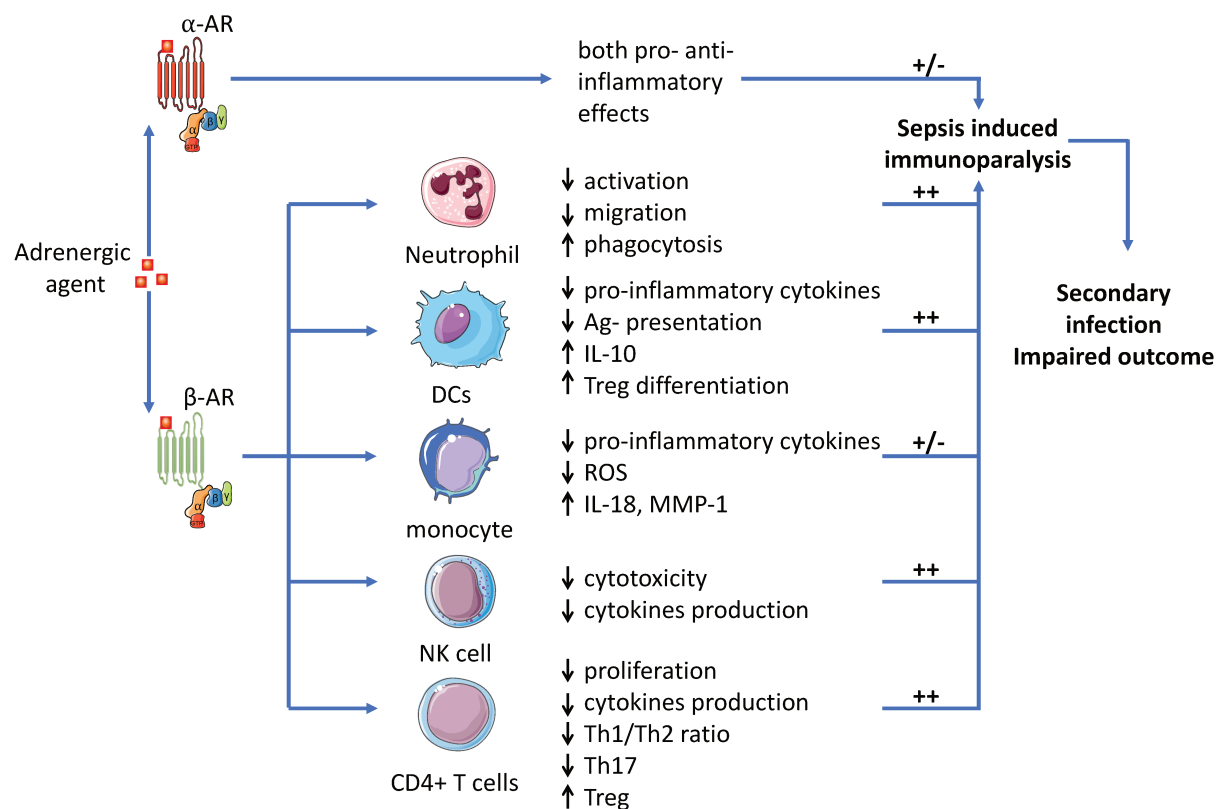 α-AR
α
β
γ
GTP
both pro- anti-
inflammatory
effects
+/-
Sepsis induced
immunoparalysis
Adrenergic
agent
Neutrophil
↓ activation
↓ migration
↑ phagocytosis
++
DCs
↓ pro-inflammatory cytokines
↓ Ag- presentation
↑ IL-10
↑ Treg differentiation
++
Secondary
infection
Impaired outcome
β-AR
α
β
γ
GTP
monocyte
↓ pro-inflammatory cytokines
↓ ROS
↑ IL-18, MMP-1
+/-
NK cell
↓ cytotoxicity
↓ cytokines production
++
CD4+ T cells
↓ proliferation
↓ cytokines production
↓ Th1/Th2 ratio
↓ Th17
↑ Treg
++